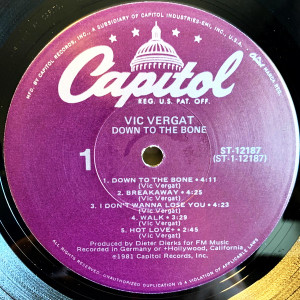 A SUBSIDIARY OF CAPITOL INDUSTRIES-EMI, INC., U.S.A.
MFD. BY CAPITOL RECORDS, INC.
Capitol
REG. U.S. PAT. OFF.
VIC VERGAT
DOWN TO THE BONE
1
ST-12187
(ST-1-12187)
1. DOWN TO THE BONE • 4:11
(Vic Vergat)
2. BREAKAWAY • 4:25
(Vic Vergat)
3. I DON'T WANNA LOSE YOU • 4:23
(Vic Vergat)
4. WALK • 3:29
(Vic Vergat)
5. HOT LOVE+ • 2:45
(Vic Vergat)
Produced by Dieter Dierks for FM Music
Recorded in Germany or +Hollywood, California
©1981 Capitol Records, Inc.
ALL RIGHTS RESERVED. UNAUTHORIZED DUPLICATION IS A VIOLATION OF APPLICABLE LAWS